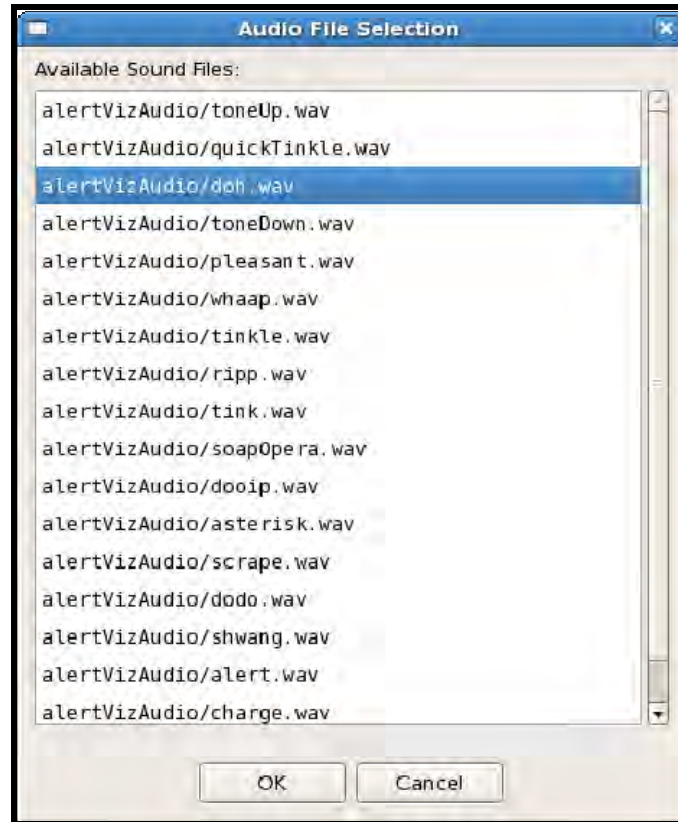 Audio File Selection
Available Sound Files:
alertVizAudio/toneUp.wav
alertVizAudio/quickTinkle.wav
alertVizAudio/doh.wav
alertVizAudio/toneDown.wav
alertVizAudio/pleasant.wav
alertVizAudio/whaap.wav
alertVizAudio/tinkle.wav
alertVizAudio/ripp.wav
alertVizAudio/tink.wav
alertVizAudio/soapOpera.wav
alertVizAudio/dooip.wav
alertVizAudio/asterisk.wav
alertVizAudio/scrape.wav
alertVizAudio/dodo.wav
alertVizAudio/shwang.wav
alertVizAudio/alert.wav
alertVizAudio/charge.wav
OK Cancel